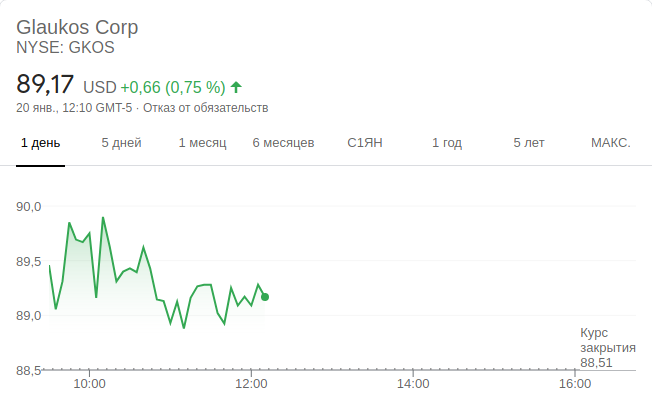 Glaukos Corp
NYSE: GKOS
89,17 USD +0,66 (0,75 %)
20 янв., 12:10 GMT-5 · Отказ от обязательств
1 день 5 дней 1 месяц 6 месяцев С1ЯН 1 год 5 лет МАКС.
90,0
89,5
89,0
Курс
закрытия
88,51
88,5
10:00 12:00 14:00 16:00